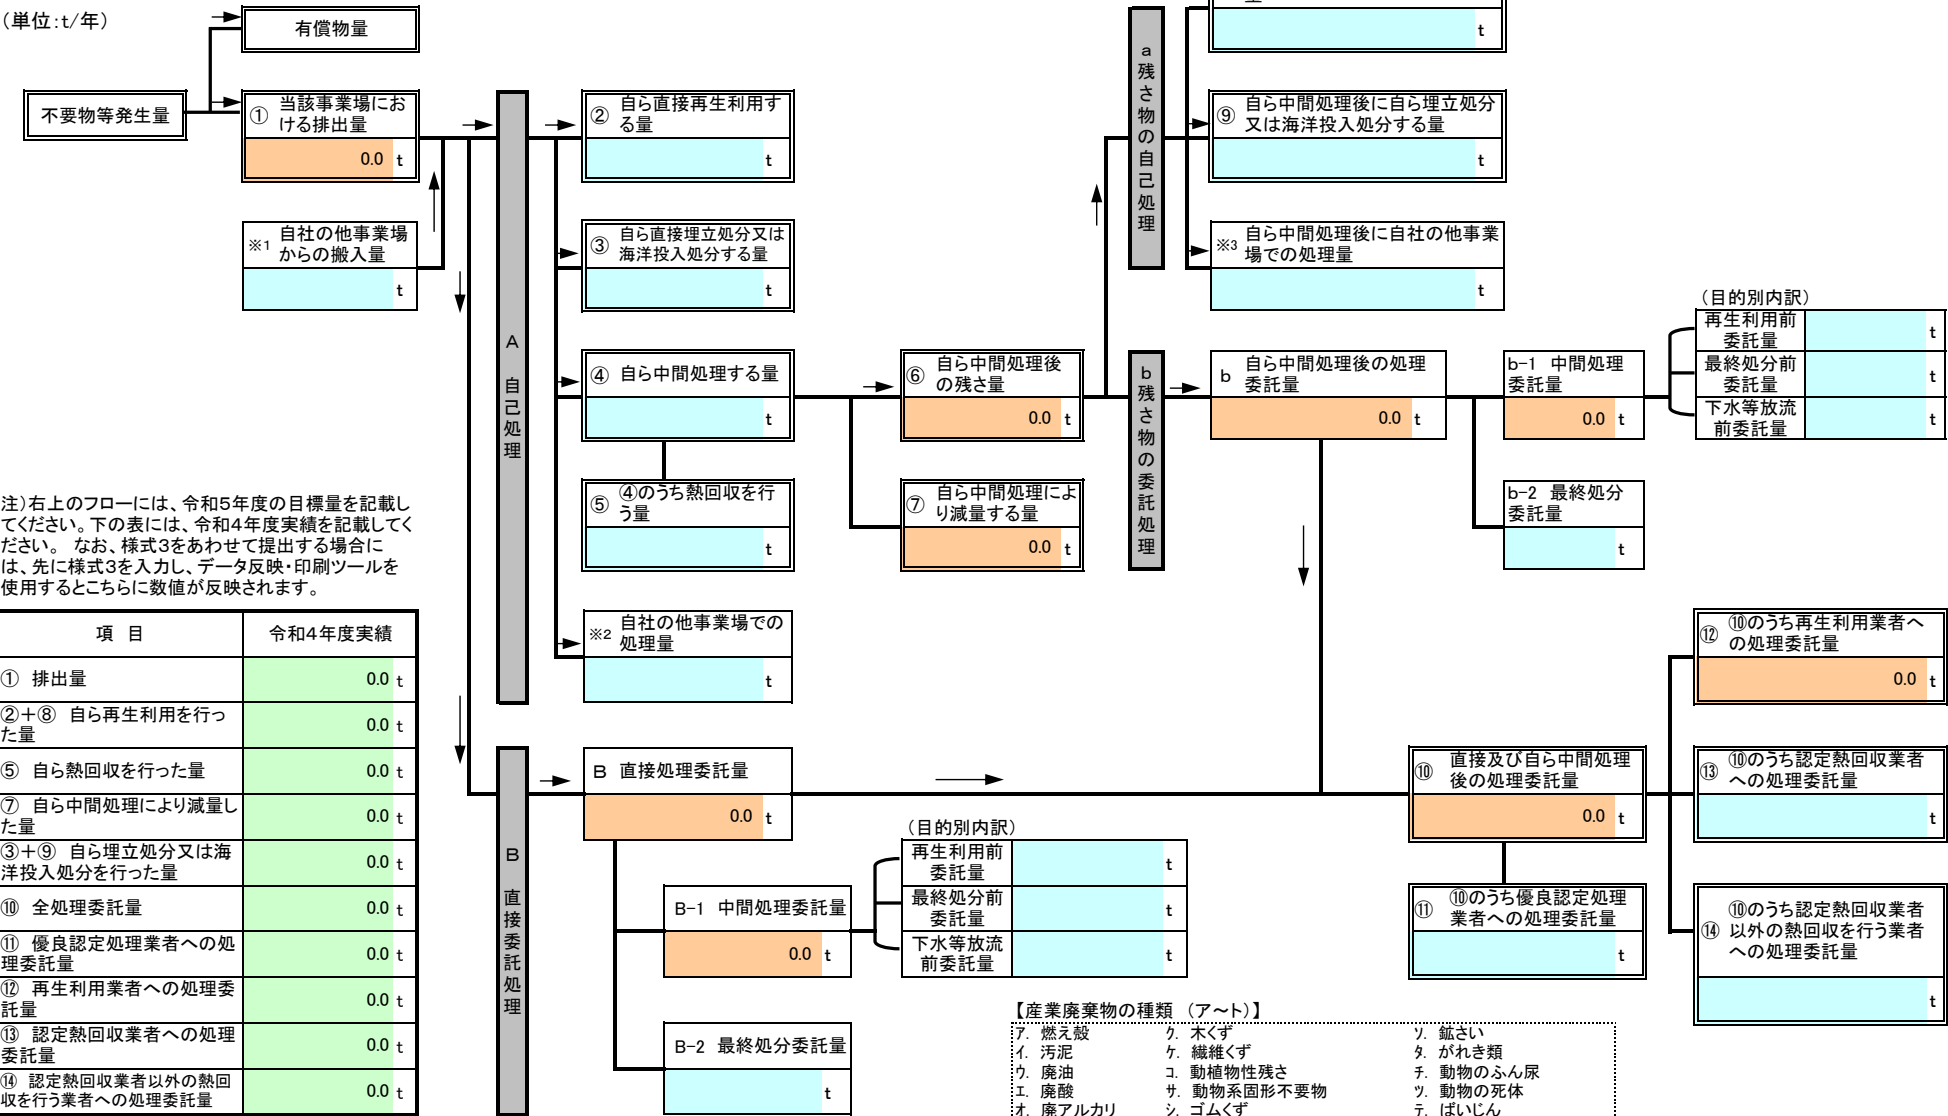 （単位：t/年）
有償物量
不要物等発生量
① 当該事業場にお
ける排出量
0.0 t
※1 自社の他事業場
からの搬入量
t
A 自己処理
② 自ら直接再生利用す
る量
t
③ 自ら直接埋立処分又は
海洋投入処分する量
t
④ 自ら中間処理する量
t
⑤ ④のうち熱回収を行
う量
t
※2 自社の他事業場での
処理量
t
⑥ 自ら中間処理後
の残さ量
0.0 t
⑦ 自ら中間処理によ
り減量する量
0.0 t
a 残さ物の自己処理
t
⑨ 自ら中間処理後に自ら埋立処分
又は海洋投入処分する量
t
※3 自ら中間処理後に自社の他事業
場での処理量
t
b 残さ物の委託処理
b 自ら中間処理後の処理
委託量
0.0 t
b-1 中間処理
委託量
0.0 t
（目的別内訳）
再生利用前
委託量
t
最終処分前
委託量
t
下水等放流
前委託量
t
b-2 最終処分
委託量
t
注）右上のフローには、令和5年度の目標量を記載し
てください。下の表には、令和4年度実績を記載してく
ださい。 なお、様式3をあわせて提出する場合に
は、先に様式3を入力し、データ反映・印刷ツールを
使用するとこちらに数値が反映されます。
項 目 令和4年度実績
① 排出量 0.0 t
②＋⑧ 自ら再生利用を行っ
た量 0.0 t
⑤ 自ら熱回収を行った量 0.0 t
⑦ 自ら中間処理により減量し
た量 0.0 t
③＋⑨ 自ら埋立処分又は海
洋投入処分を行った量 0.0 t
⑩ 全処理委託量 0.0 t
⑪ 優良認定処理業者への処
理委託量 0.0 t
⑫ 再生利用業者への処理委
託量 0.0 t
⑬ 認定熱回収業者への処理
委託量 0.0 t
⑭ 認定熱回収業者以外の熱回
収を行う業者への処理委託量 0.0 t
B 直接委託処理
B 直接処理委託量
0.0 t
B-1 中間処理委託量
0.0 t
（目的別内訳）
再生利用前
委託量
t
最終処分前
委託量
t
下水等放流
前委託量
t
B-2 最終処分委託量
t
⑩ 直接及び自ら中間処理
後の処理委託量
0.0 t
⑪ ⑩のうち優良認定処理
業者への処理委託量
t
⑫ ⑩のうち再生利用業者へ
の処理委託量
0.0 t
⑬ ⑩のうち認定熱回収業者
への処理委託量
t
⑭ ⑩のうち認定熱回収業者
以外の熱回収を行う業者
への処理委託量
t
【産業廃棄物の種類 （ア～ト）】
ア. 燃え殻 ク. 木くず ソ. 鉱さい
イ. 汚泥 ケ. 繊維くず タ. がれき類
ウ. 廃油 コ. 動植物性残さ チ. 動物のふん尿
エ. 廃酸 サ. 動物系固形不要物 ツ. 動物の死体
オ. 廃アルカリ シ. ゴムくず テ. ばいじん